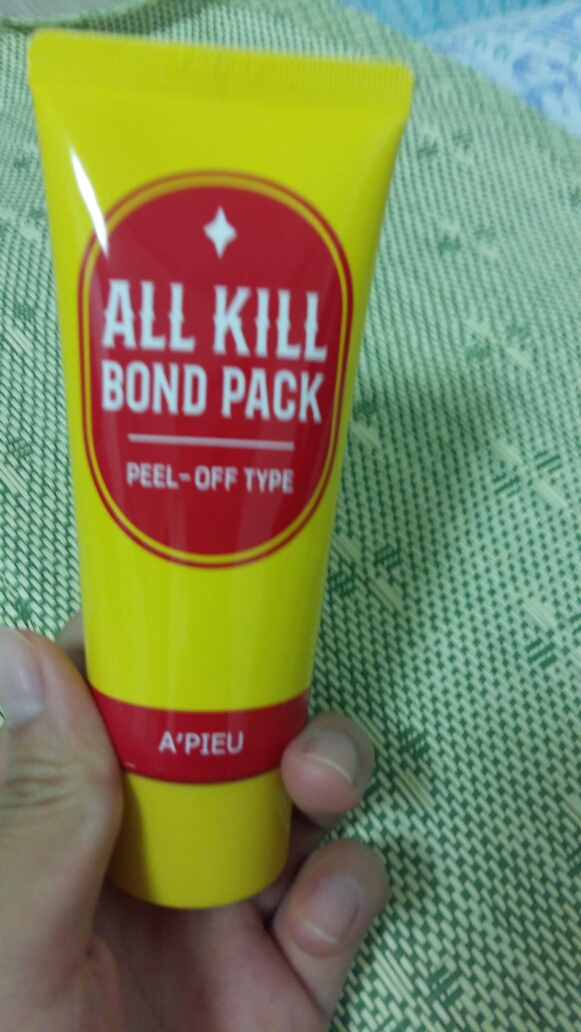 ALL KILL
BOND PACK
PEEL-OFF TYPE
A'PIEU